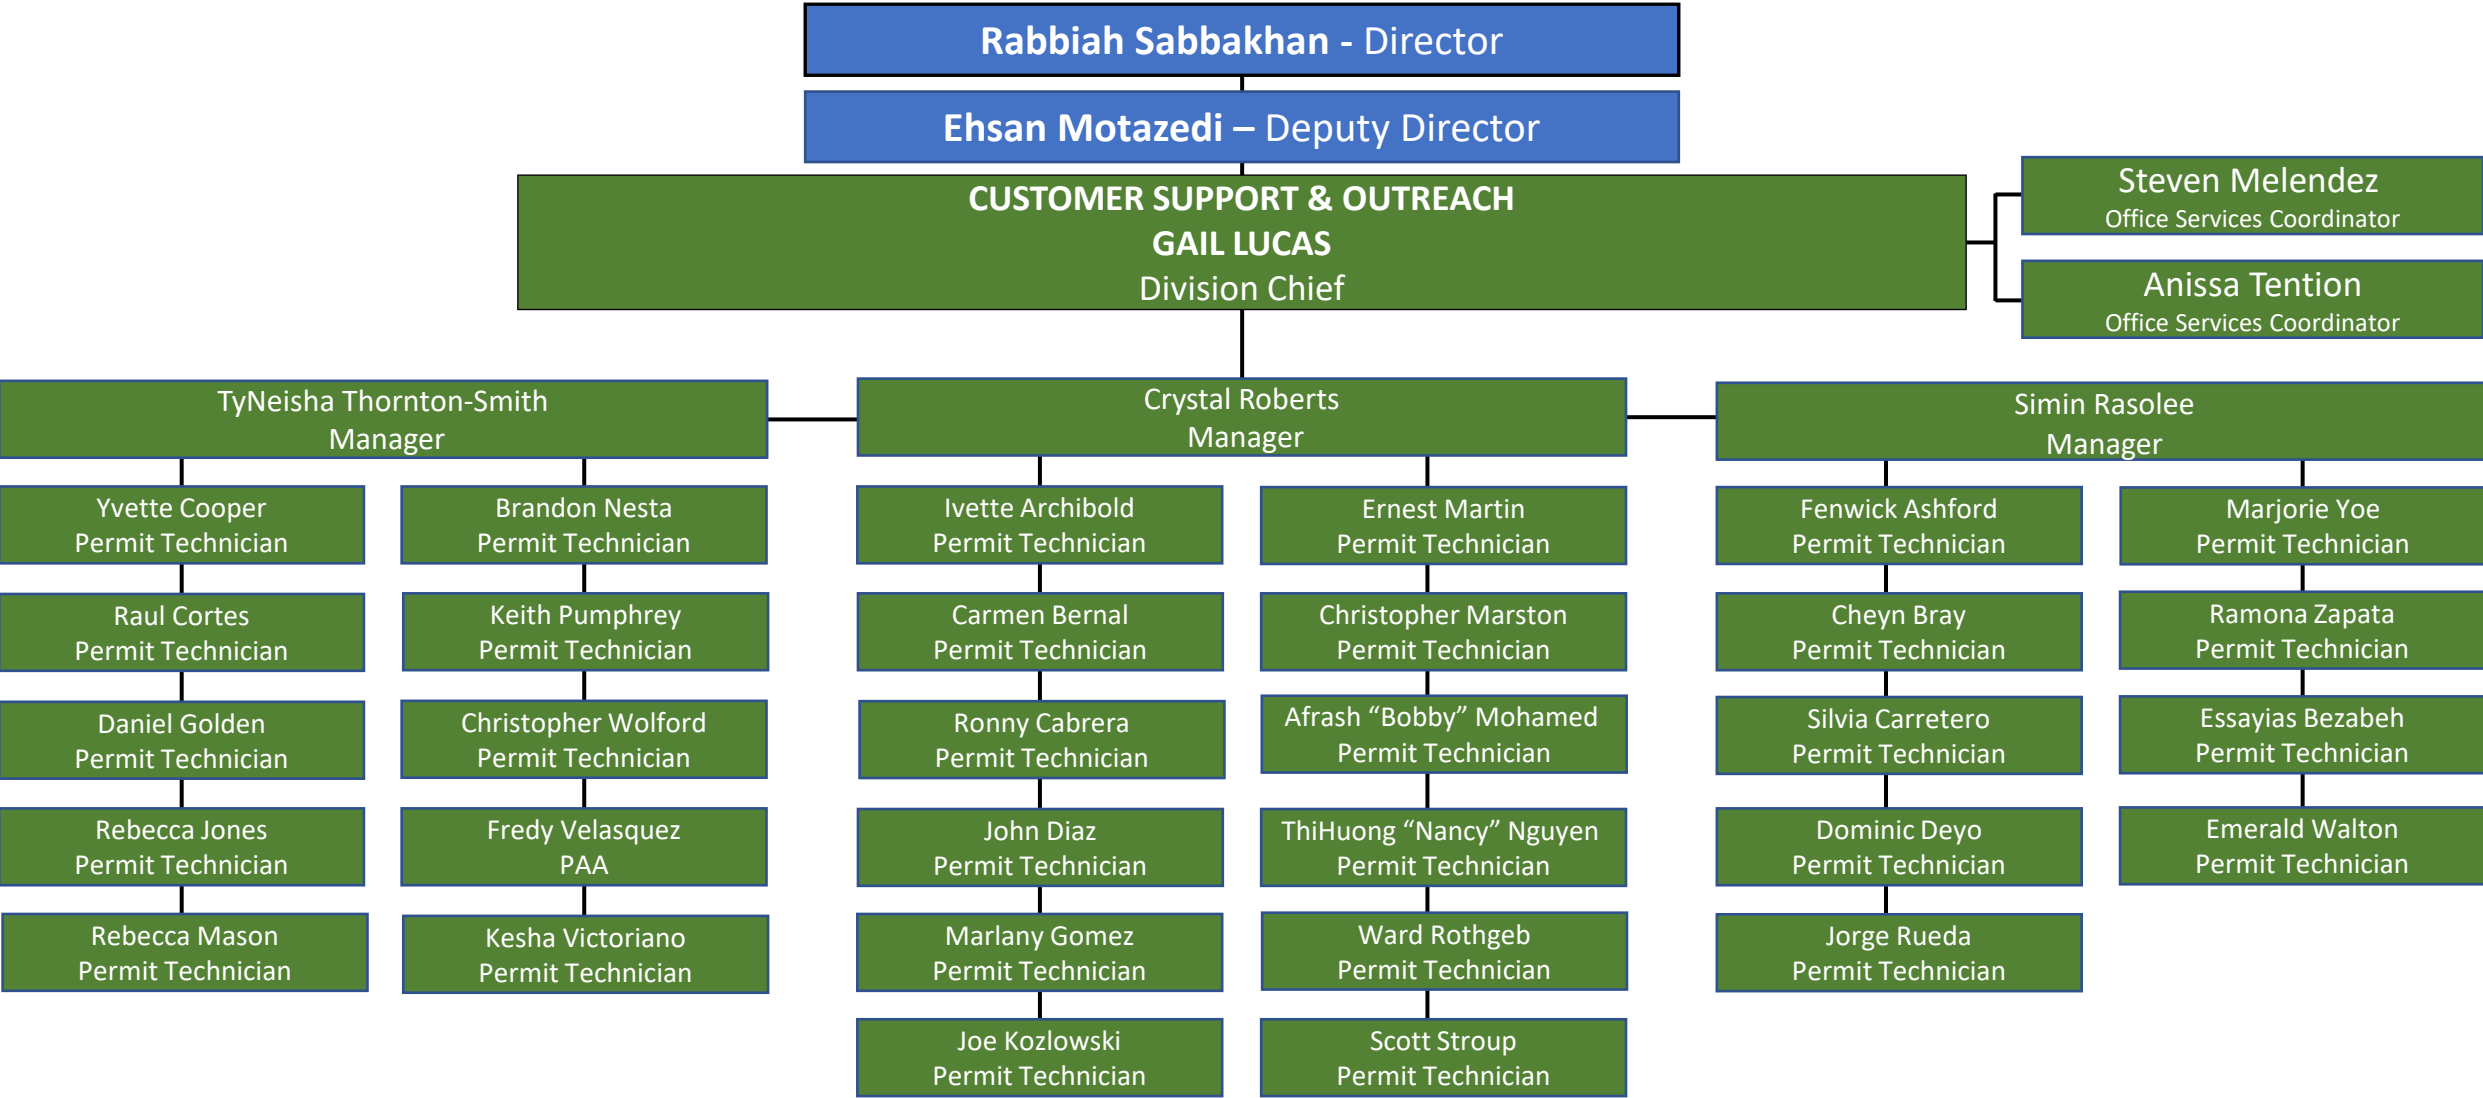 Rabbiah Sabbakhan - Director
Ehsan Motazedi – Deputy Director
CUSTOMER SUPPORT & OUTREACH
GAIL LUCAS
Division Chief
Steven Melendez
Office Services Coordinator
Anissa Tention
Office Services Coordinator
TyNeisha Thornton-Smith
Manager
Yvette Cooper
Permit Technician
Raul Cortes
Permit Technician
Daniel Golden
Permit Technician
Rebecca Jones
Permit Technician
Rebecca Mason
Permit Technician
Brandon Nesta
Permit Technician
Keith Pumphrey
Permit Technician
Christopher Wolford
Permit Technician
Fredy Velasquez
PAA
Kesha Victoriano
Permit Technician
Crystal Roberts
Manager
Ivette Archibold
Permit Technician
Carmen Bernal
Permit Technician
Ronny Cabrera
Permit Technician
John Diaz
Permit Technician
Marlany Gomez
Permit Technician
Joe Kozlowski
Permit Technician
Ernest Martin
Permit Technician
Christopher Marston
Permit Technician
Afrash “Bobby” Mohamed
Permit Technician
ThiHuong “Nancy” Nguyen
Permit Technician
Ward Rothgeb
Permit Technician
Scott Stroup
Permit Technician
Simin Rasolee
Manager
Fenwick Ashford
Permit Technician
Cheyn Bray
Permit Technician
Silvia Carretero
Permit Technician
Dominic Deyo
Permit Technician
Jorge Rueda
Permit Technician
Marjorie Yoe
Permit Technician
Ramona Zapata
Permit Technician
Essayias Bezabeh
Permit Technician
Emerald Walton
Permit Technician